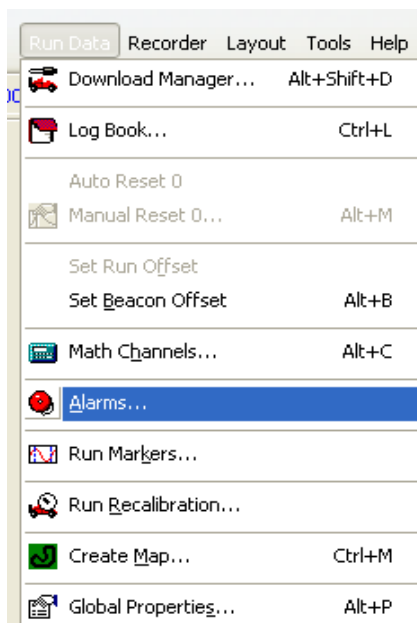 Run Data Recorder Layout Tools Help
Download Manager... Alt+Shift+D
Log Book... Ctrl+L
Auto Reset 0
Manual Reset 0... Alt+M
Set Run Offset
Set Beacon Offset Alt+B
Math Channels... Alt+C
Alarms...
Run Markers...
Run Recalibration...
Create Map... Ctrl+M
Global Properties... Alt+P